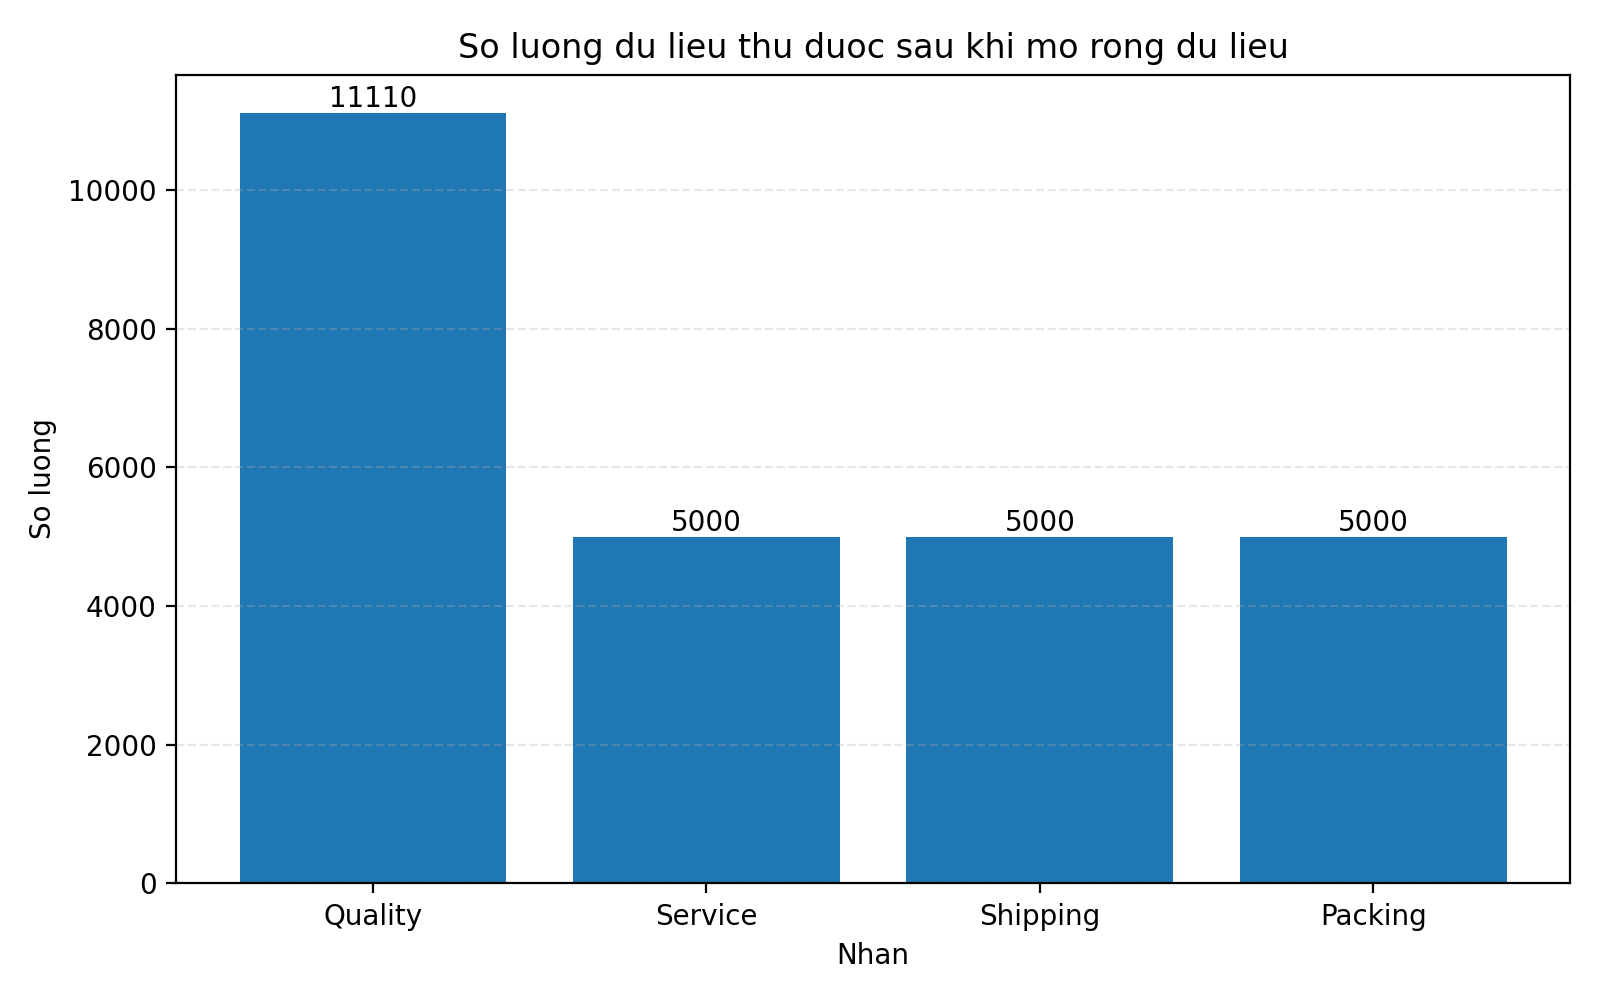 So luong du lieu thu duoc sau khi mo rong du lieu
11110
10000
8000
6000
5000
5000
5000
4000
2000
0
So luong
Quality
Service
Shipping
Packing
Nhan